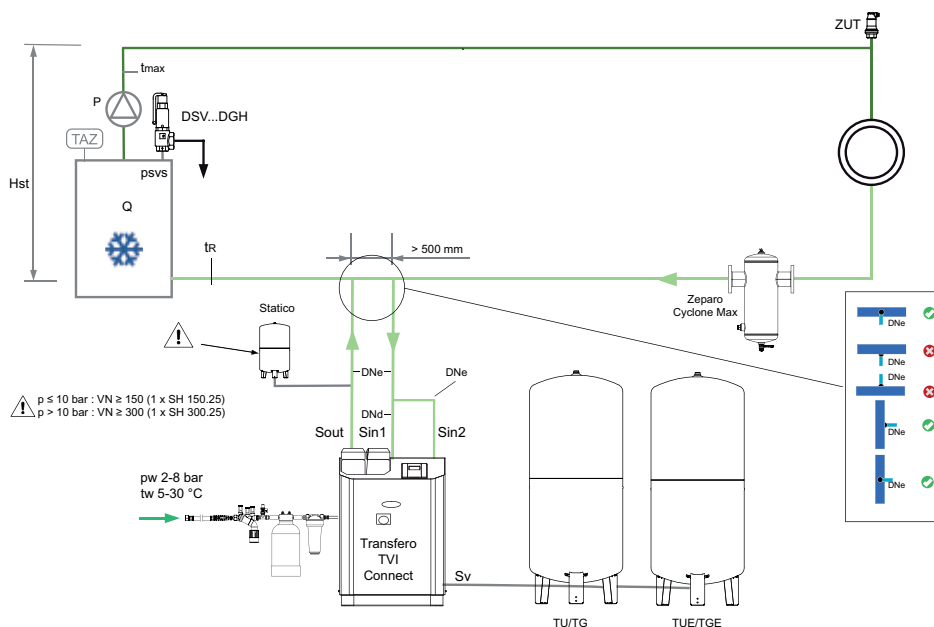 ZUT
tmax
P
DSV...DGH
TAZ
psvs
Hst
Q
tR
> 500 mm
Zeparo
Cyclone Max
Statico
DNe
DNe
DNe
DNe
DNe
DNe
DNe
p ≤ 10 bar : VN ≥ 150 (1 x SH 150.25)
p > 10 bar : VN ≥ 300 (1 x SH 300.25)
DNd
Sout Sin1 Sin2
pw 2-8 bar
tw 5-30 °C
Transfero
TVI
Connect
Sv
TU/TG
TUE/TGE